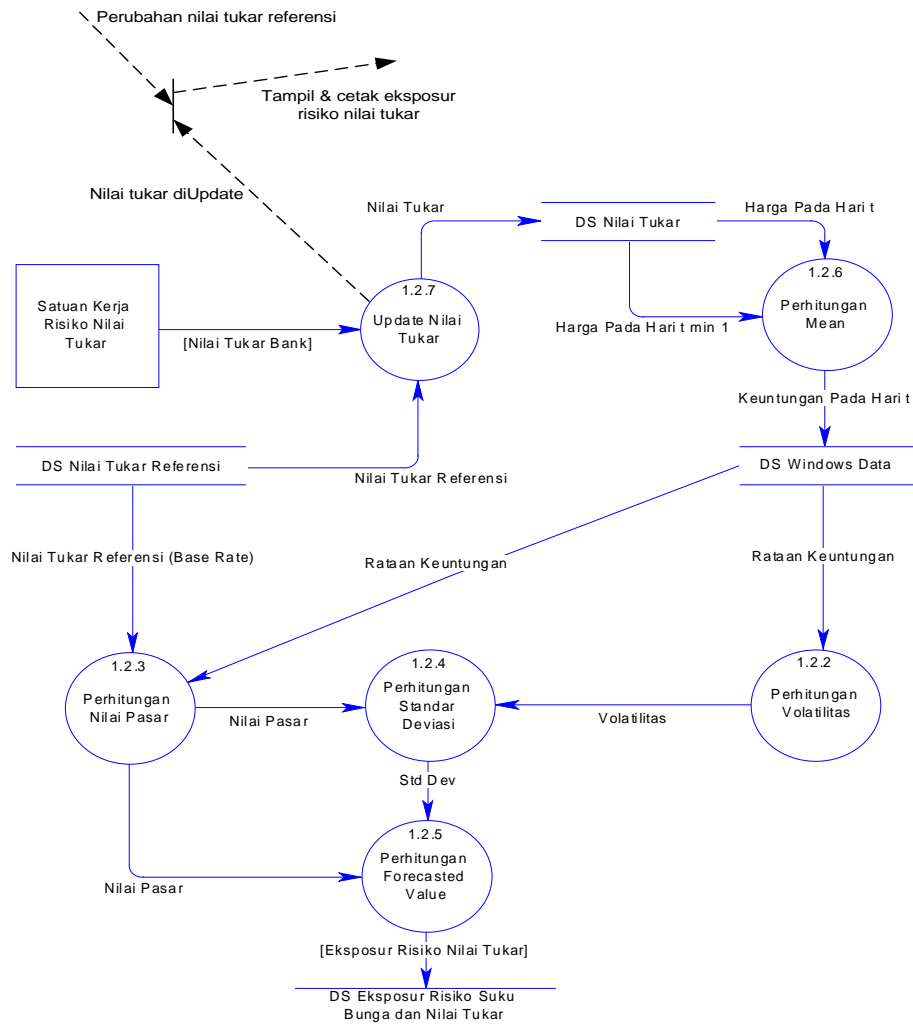 Perubahan nilai tukar referensi
Tampil & cetak eksposur
risiko nilai tukar
Nilai tukar diUpdate
Nilai Tukar
DS Nilai Tukar
Harga Pada Hari t
1.2.7
Update Nilai
Tukar
1.2.6
Perhitungan
Mean
Satuan Kerja
Risiko Nilai
Tukar
[Nilai Tukar Bank]
Harga Pada Hari t min 1
Keuntungan Pada Hari t
DS Nilai Tukar Referensi
Nilai Tukar Referensi
DS Windows Data
Nilai Tukar Referensi (Base Rate)
Rataan Keuntungan
Rataan Keuntungan
1.2.3
Perhitungan
Nilai Pasar
Nilai Pasar
1.2.4
Perhitungan
Standar
Deviasi
Volatilitas
1.2.2
Perhitungan
Volatilitas
Std Dev
1.2.5
Perhitungan
Forecasted
Value
Nilai Pasar
[Eksposur Risiko Nilai Tukar]
DS Eksposur Risiko Suku
Bunga dan Nilai Tukar